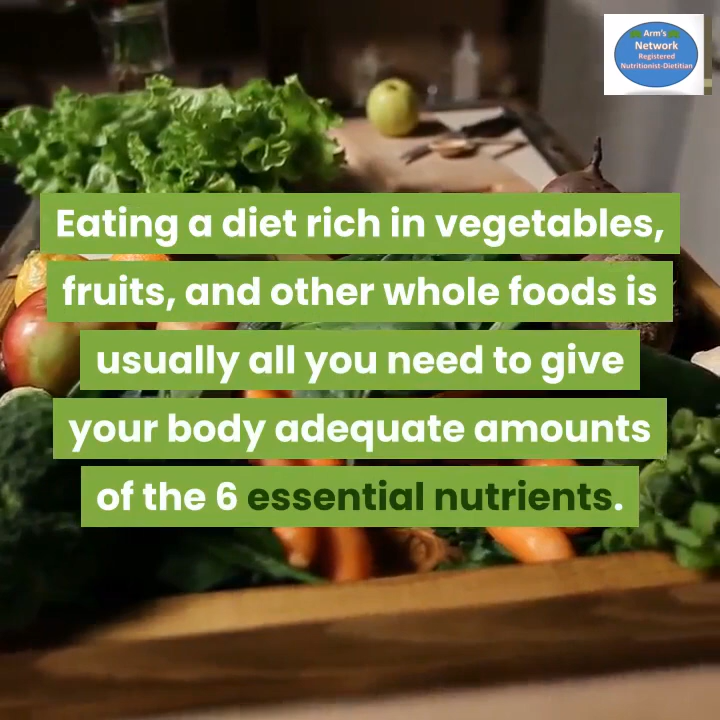 Arm's
Network
Registered
Nutritionist-Dietitian
Eating a diet rich in vegetables,
fruits, and other whole foods is
usually all you need to give
your body adequate amounts
of the 6 essential nutrients.